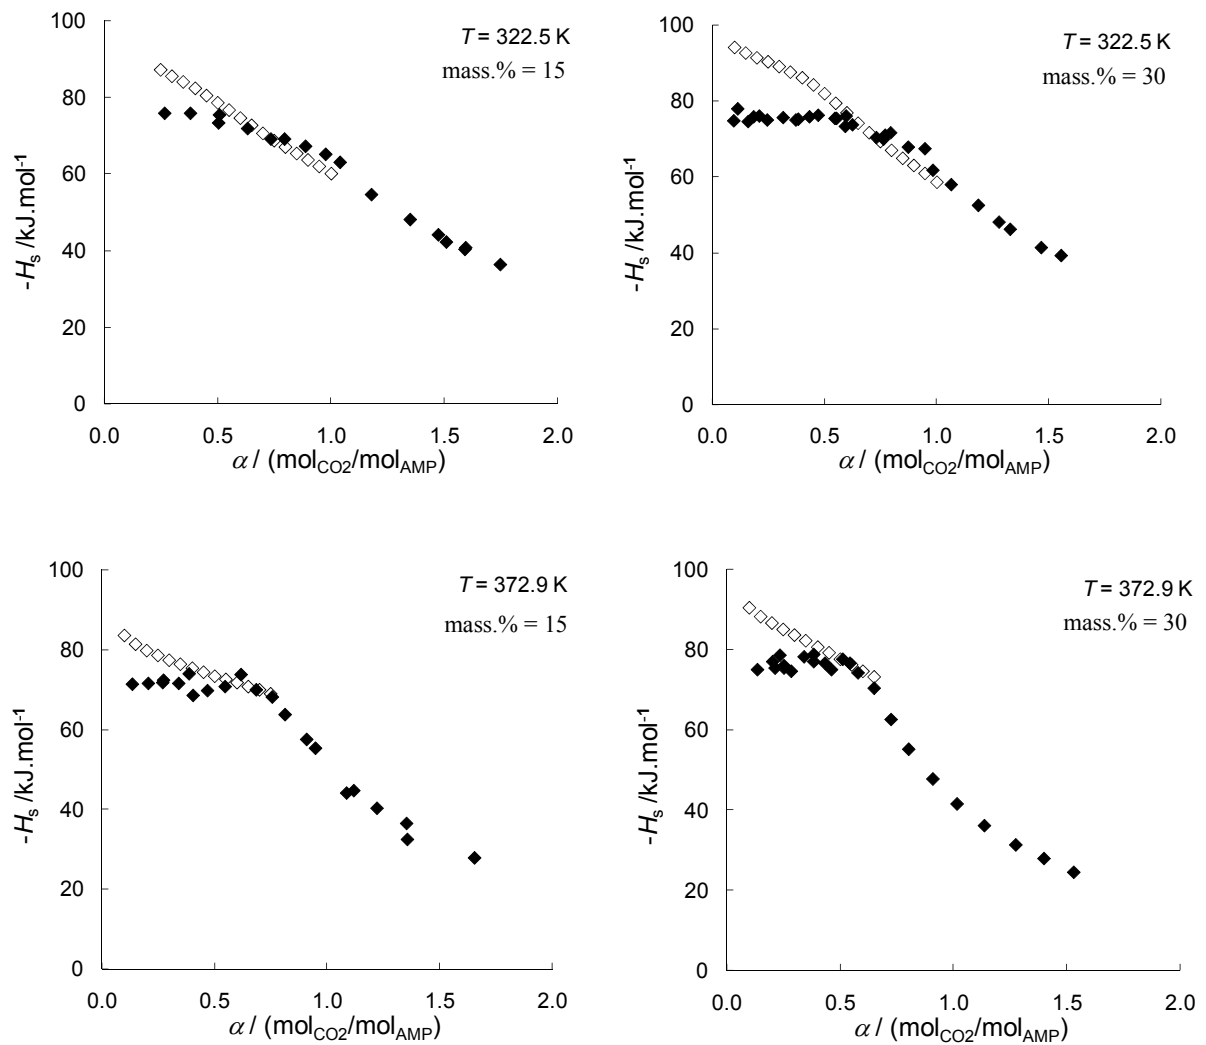 100
80
60
40
20
0
-Hs /kJ.mol-1
T = 322.5 K
mass.% = 15
0.0 0.5 1.0 1.5 2.0
α / (molCO2/molAMP)
100
80
60
40
20
0
-Hs /kJ.mol-1
T = 322.5 K
mass.% = 30
0.0 0.5 1.0 1.5 2.0
α / (molCO2/molAMP)
100
80
60
40
20
0
-Hs /kJ.mol-1
T = 372.9 K
mass.% = 15
0.0 0.5 1.0 1.5 2.0
α / (molCO2/molAMP)
100
80
60
40
20
0
-Hs /kJ.mol-1
T = 372.9 K
mass.% = 30
0.0 0.5 1.0 1.5 2.0
α / (molCO2/molAMP)